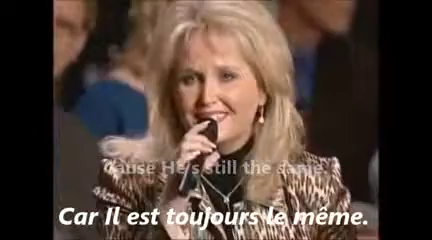 'Cause He's still the same.
Car Il est toujours le même.